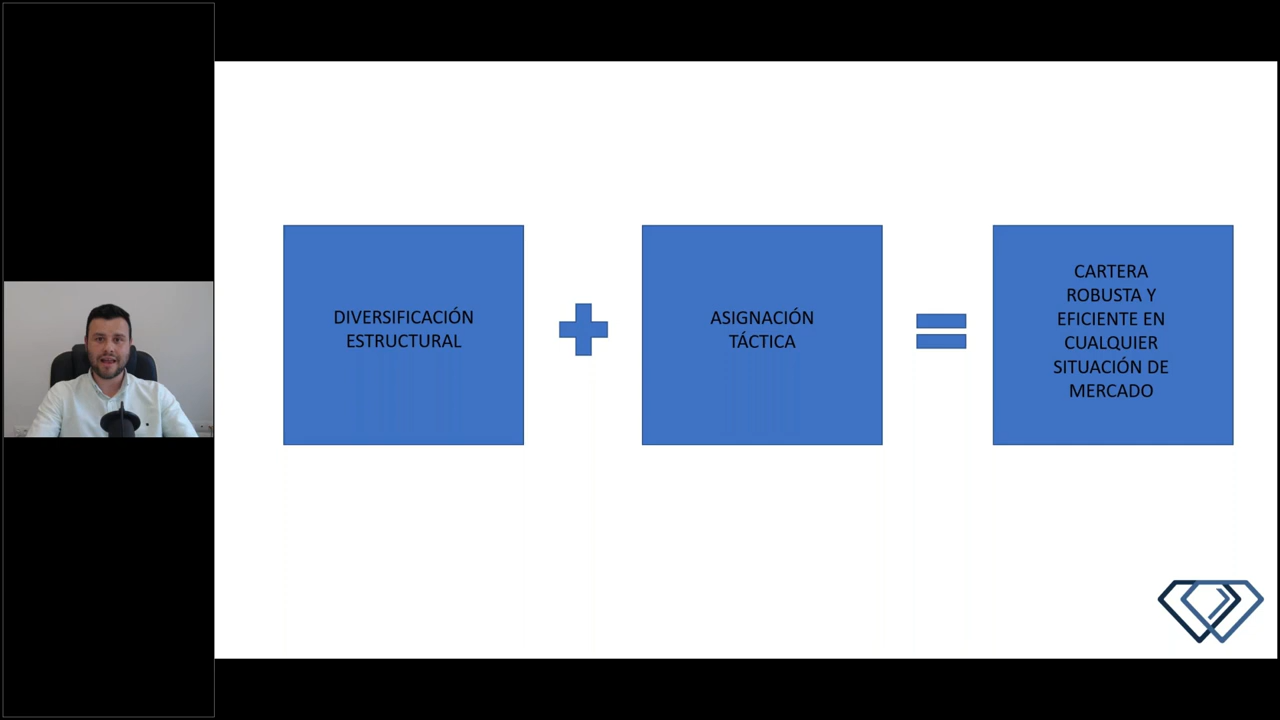 DIVERSIFICACIÓN
ESTRUCTURAL
ASIGNACIÓN
TÁCTICA
CARTERA
ROBUSTA Y
EFICIENTE EN
CUALQUIER
SITUACIÓN DE
MERCADO